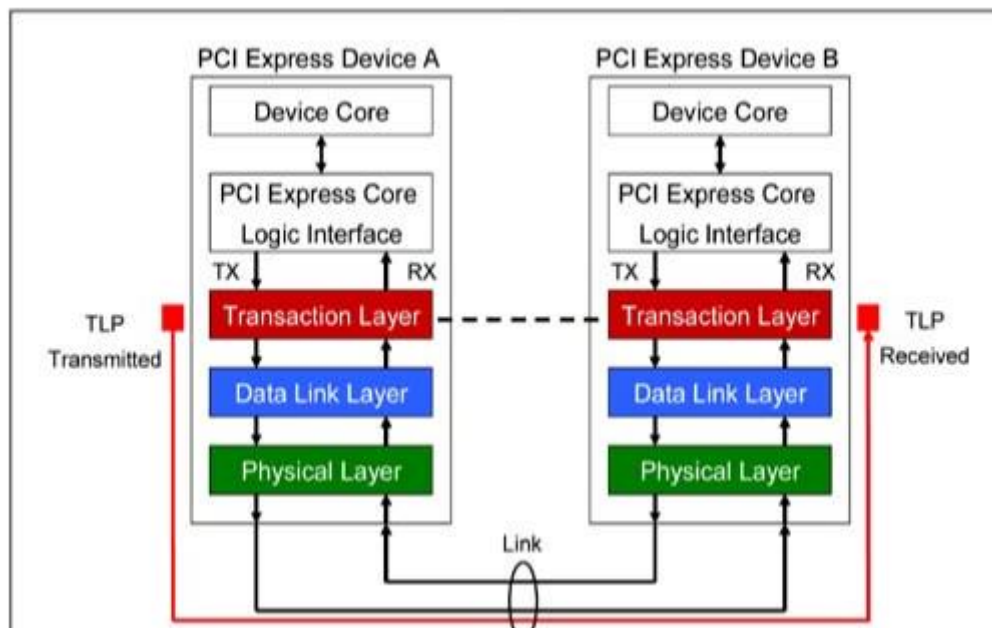 PCI Express Device A
Device Core
PCI Express Core
Logic Interface
TX
RX
TLP
Transmitted
Transaction Layer
Data Link Layer
Physical Layer
PCI Express Device B
Device Core
PCI Express Core
Logic Interface
TX
RX
Transaction Layer
TLP
Received
Data Link Layer
Physical Layer
Link